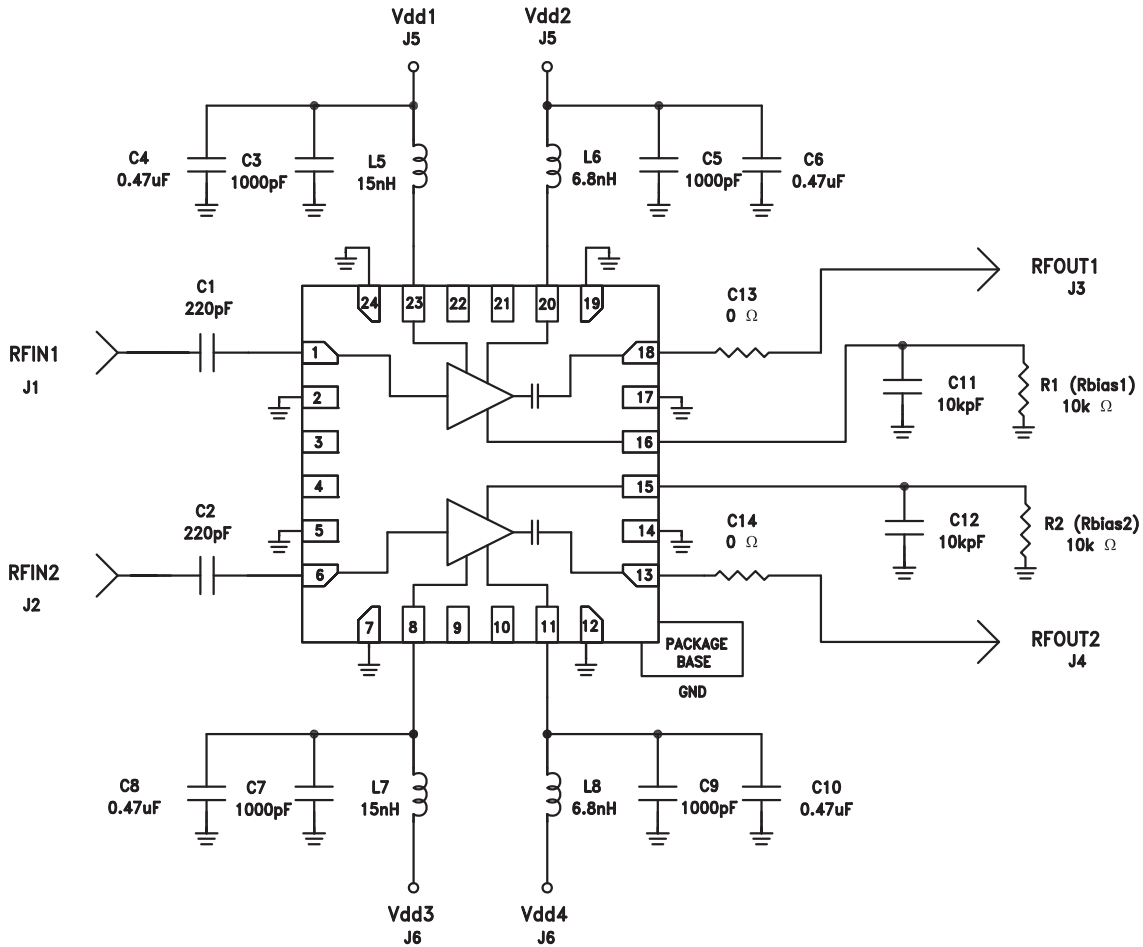 Vdd1
J5
Vdd2
J5
C4
0.47uF
C3
1000pF
L5
15nH
L6
6.8nH
C5
1000pF
C6
0.47uF
C1
220pF
24
23
22
21
20
19
C13
0 Ω
RFOUT1
J3
RFIN1
J1
1
18
2
17
C11
10kpF
R1 (Rbias1)
10k Ω
3
16
4
15
C2
220pF
5
14
C14
0 Ω
C12
10kpF
R2 (Rbias2)
10k Ω
RFIN2
J2
6
13
7
8
9
10
11
12
PACKAGE
BASE
GND
RFOUT2
J4
C8
0.47uF
C7
1000pF
L7
15nH
L8
6.8nH
C9
1000pF
C10
0.47uF
Vdd3
J6
Vdd4
J6